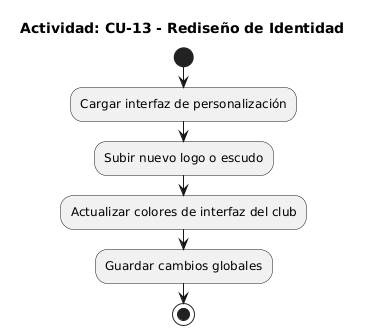 Actividad: CU-13 - Rediseño de Identidad
Cargar interfaz de personalización
Subir nuevo logo o escudo
Actualizar colores de interfaz del club
Guardar cambios globales